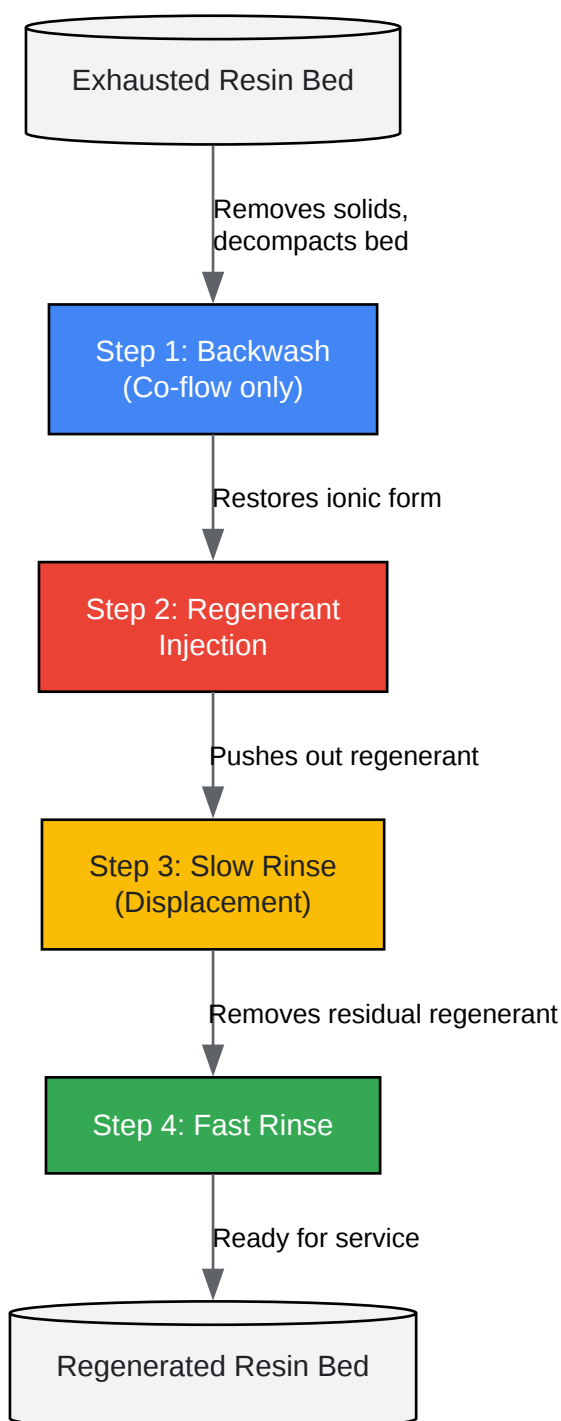 Exhausted Resin Bed
Removes solids,
decompacts bed
Step 1: Backwash
(Co-flow only)
Restores ionic form
Step 2: Regenerant
Injection
Pushes out regenerant
Step 3: Slow Rinse
(Displacement)
Removes residual regenerant
Step 4: Fast Rinse
Ready for service
Regenerated Resin Bed